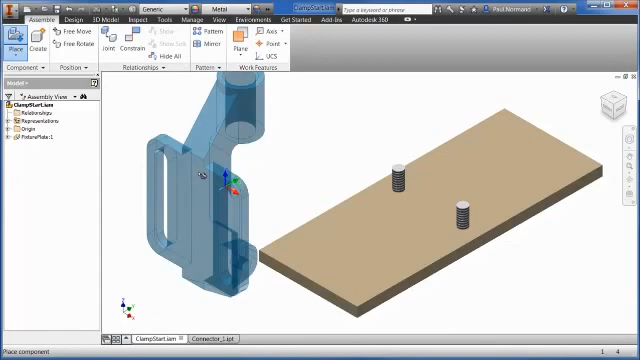 Generic
Metal
ClampStart.i
Type a keyword or phrase
Paul.Normand
Assembly Design 3D Model Sketch Annotate Tools Manage View Environments Get Started Add-Ins Autodesk 360
Place Create
Free Move
Free Rotate
Joint Constrain
Show
Show Sick
Hide All
Pattern
Mirror
Plane
Axis
Point
UCS
Component
Position
Relationships
Pattern
Work Features
Model
Assembly View
ClampStart.iam
Relationships
Representations
Origin
FixturePlate:1
ClampStart.iam
Connector_1.ipt
Place component
1 4